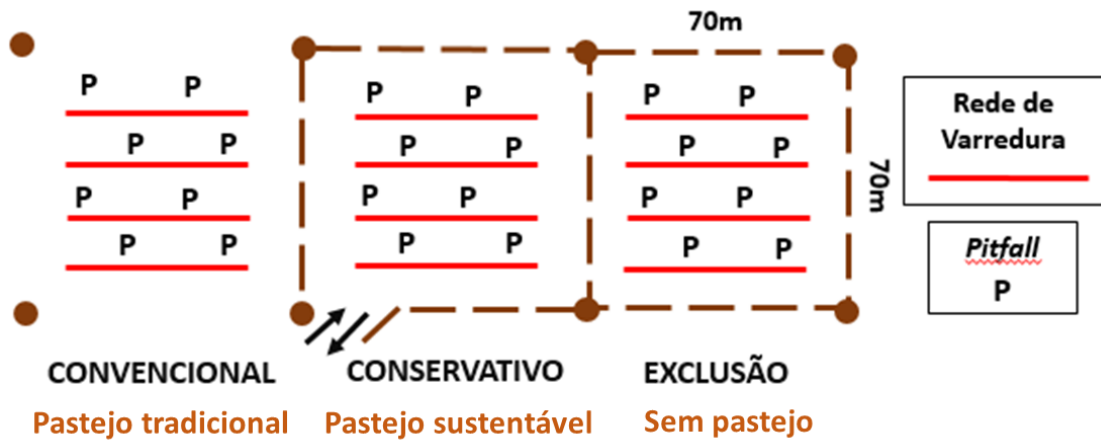 70m
P P P P P P
Rede de
Varredura
P P P P P P
70m
P P P P P P
P P P P P P
Pitfall
P
CONVENCIONAL CONSERVATIVO EXCLUSÃO
Pastejo tradicional Pastejo sustentável Sem pastejo